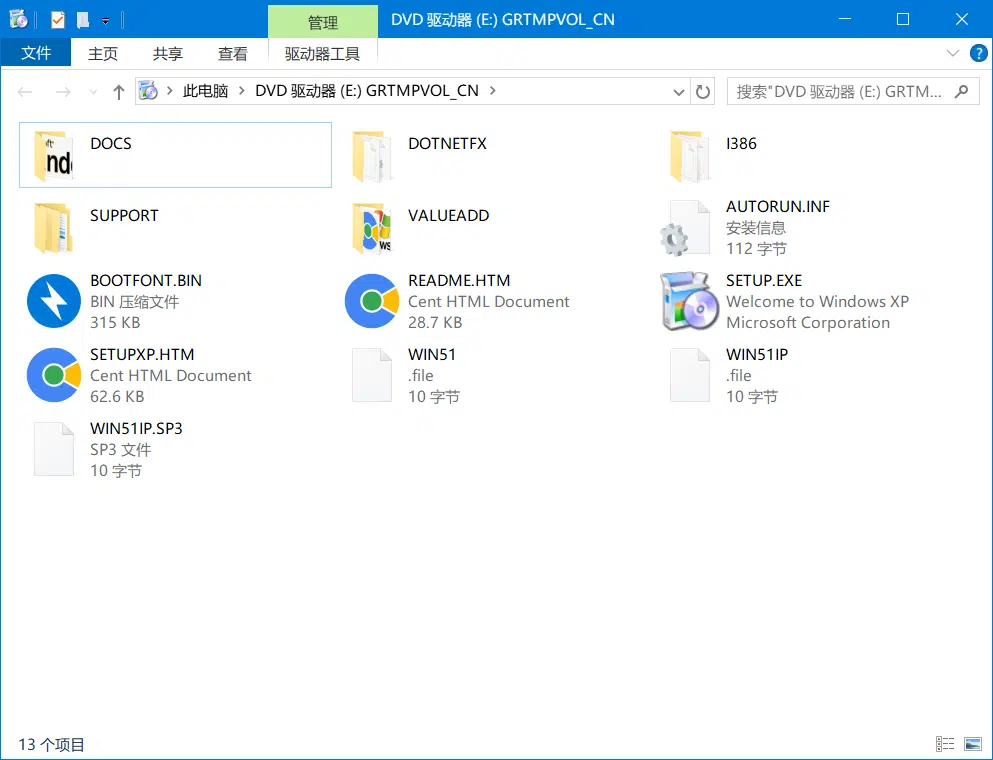 管理
DVD 驱动器 (E:) GRTMPVOL_CN
文件 主页 共享 查看 驱动器工具
此电脑 DVD 驱动器 (E:) GRTMPVOL_CN
搜索"DVD 驱动器 (E:) GRTM...
DOCS
DOTNETFX
I386
SUPPORT
VALUEADD
AUTORUN.INF
安装信息
112 字节
BOOTFONT.BIN
BIN 压缩文件
315 KB
README.HTM
Cent HTML Document
28.7 KB
SETUP.EXE
Welcome to Windows XP
Microsoft Corporation
SETUPXP.HTM
Cent HTML Document
62.6 KB
WIN51
.file
10 字节
WIN51IP
.file
10 字节
WIN51IP.SP3
SP3 文件
10 字节
13 个项目